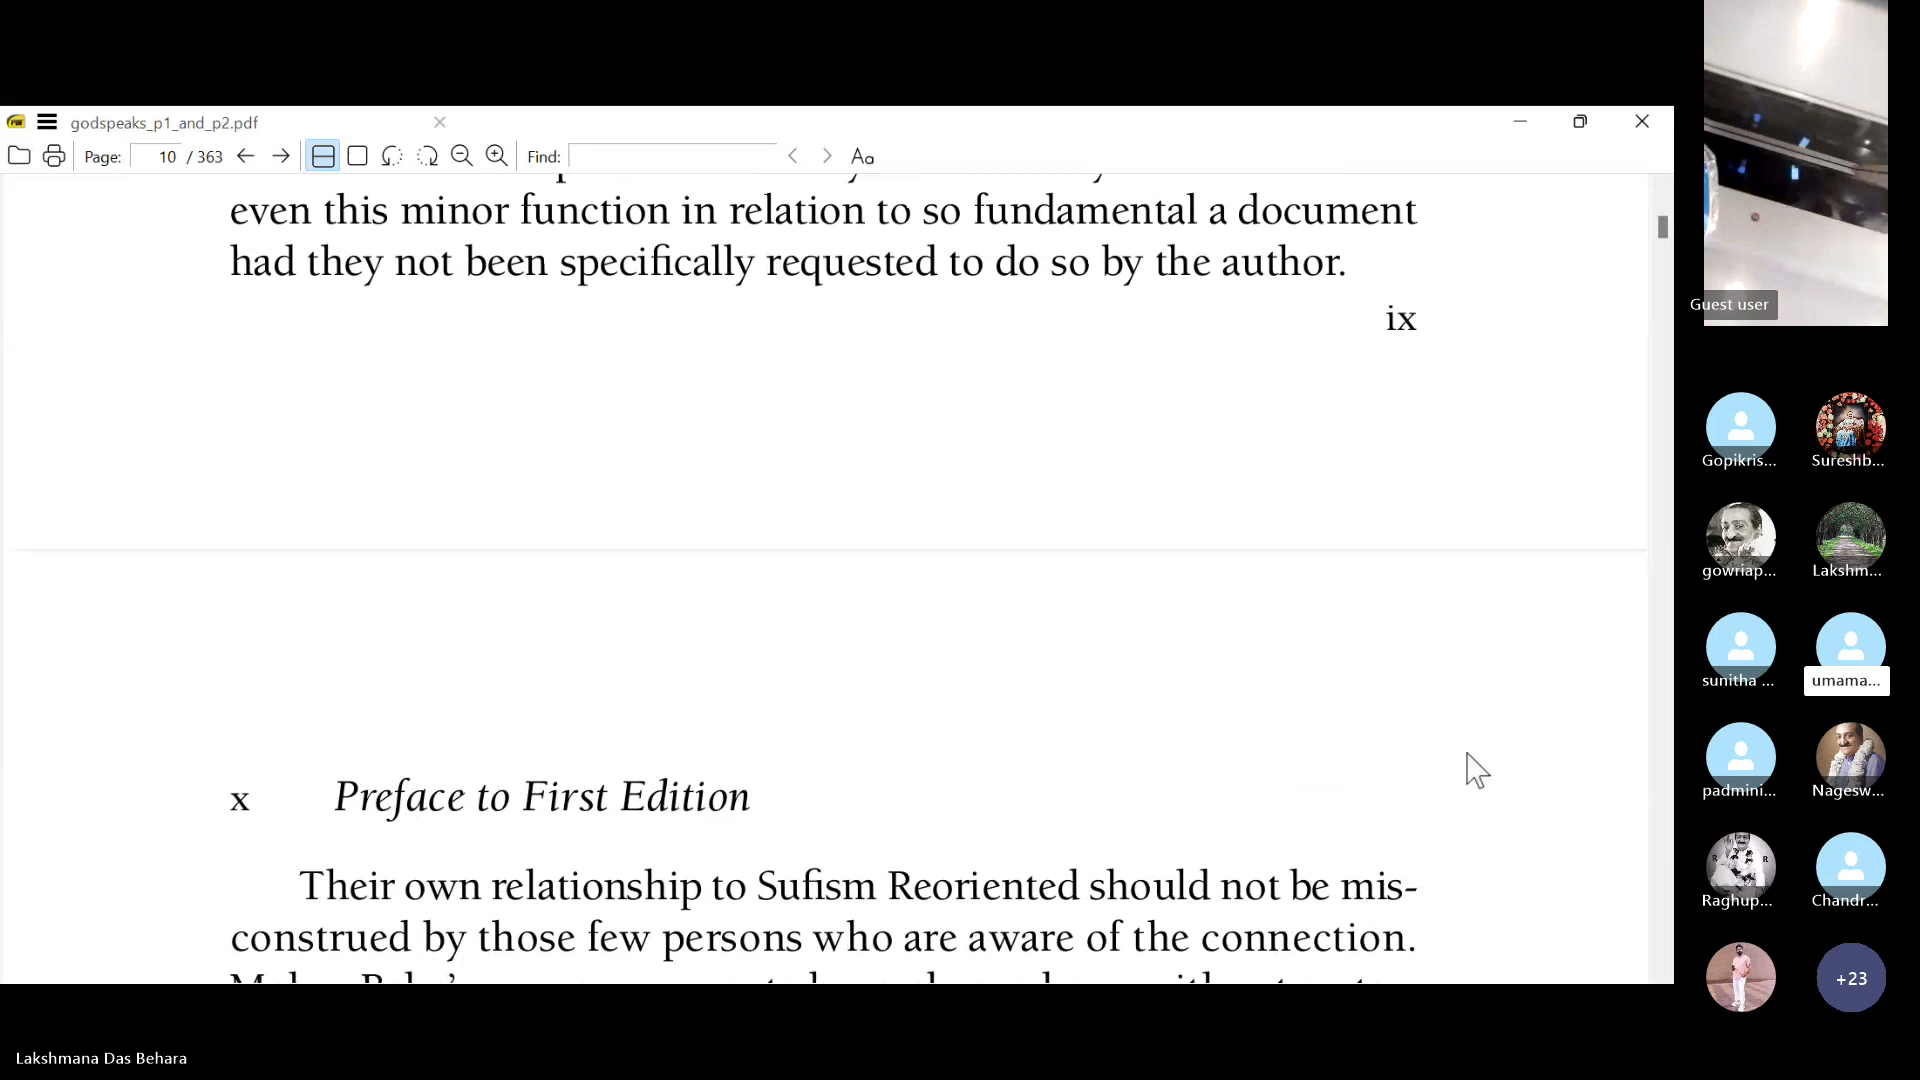 godspeaks_p1_and_p2.pdf
Page: 10 / 363 Find: Aa
even this minor function in relation to so fundamental a document
had they not been specifically requested to do so by the author.
ix
x Preface to First Edition
Their own relationship to Sufism Reoriented should not be mis-
construed by those few persons who are aware of the connection.
Guest user
Gopikris...
Sureshb...
gowriap...
Lakshm...
sunitha ...
umama...
padmini...
Nagesw...
Raghup...
Chandr...
+23
Lakshmana Das Behara